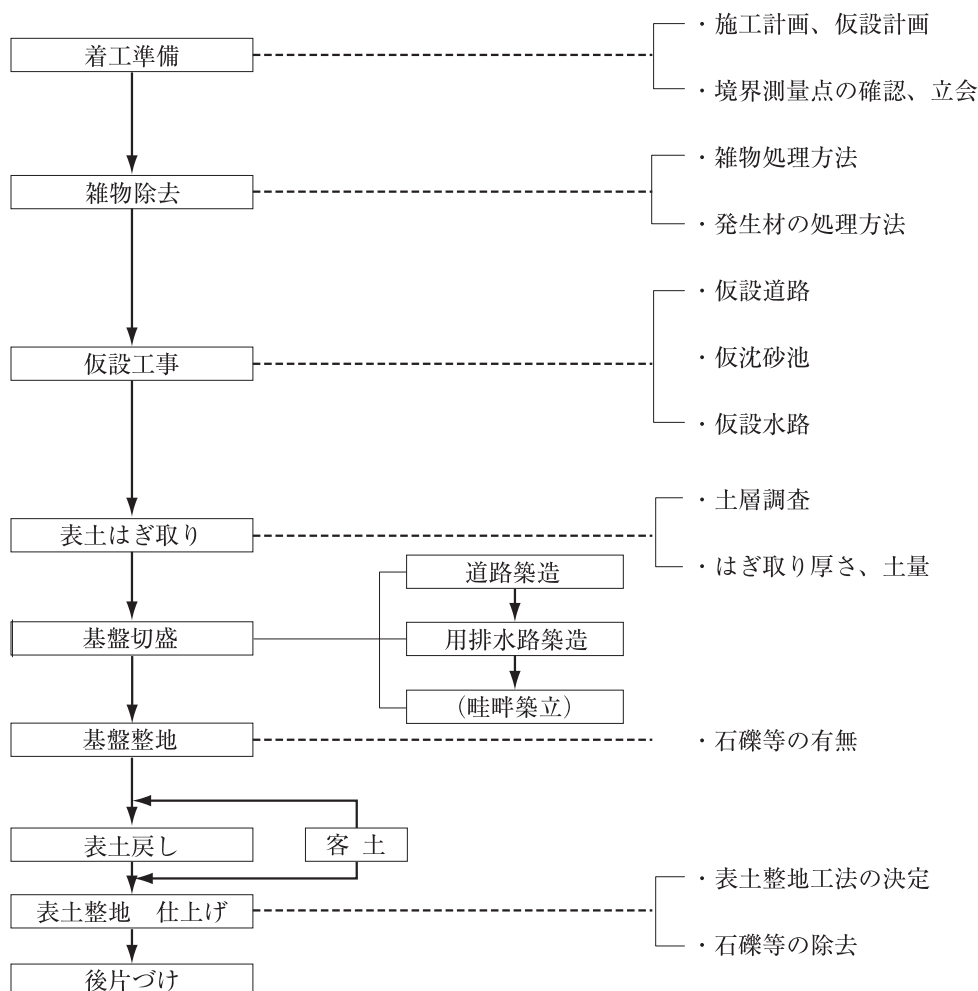 ・施工計画、仮設計画
着工準備
・境界測量点の確認、立会
・雑物処理方法
雑物除去
・発生材の処理方法
・仮設道路
仮設工事
・仮沈砂池
・仮設水路
・土層調査
表土はぎ取り
・はぎ取り厚さ、土量
道路築造
基盤切盛
用排水路築造
（畦畔築立）
基盤整地
・石礫等の有無
表土戻し
客 土
・表土整地工法の決定
表土整地　仕上げ
・石礫等の除去
後片づけ